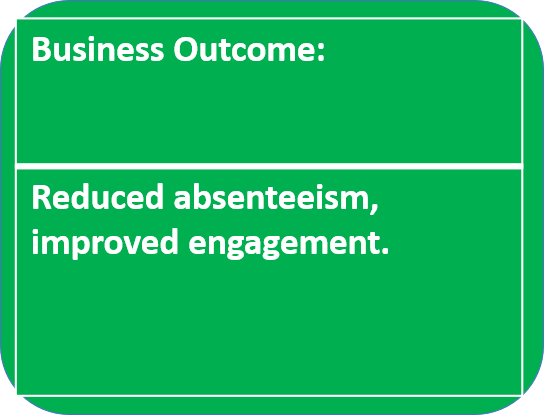 Business Outcome:
Reduced absenteeism,
improved engagement.